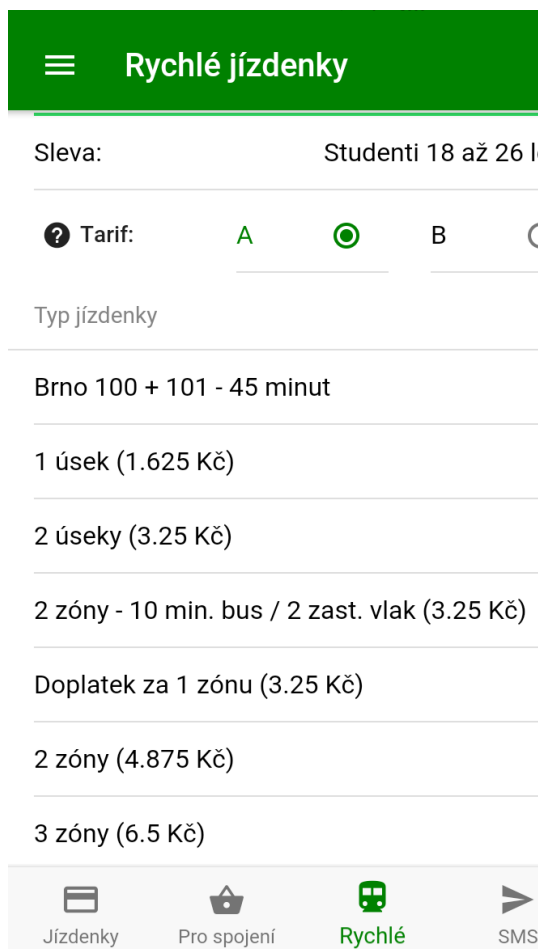 Rychlé jízdenky
Sleva: Studenti 18 až 26
Tarif: A B
Typ jízdenky
Brno 100 + 101 - 45 minut
1 úsek (1.625 Kč)
2 úseky (3.25 Kč)
2 zóny - 10 min. bus / 2 zast. vlak (3.25 Kč)
Doplatek za 1 zónu (3.25 Kč)
2 zóny (4.875 Kč)
3 zóny (6.5 Kč)
Jízdenky Pro spojení Rychlé SMS